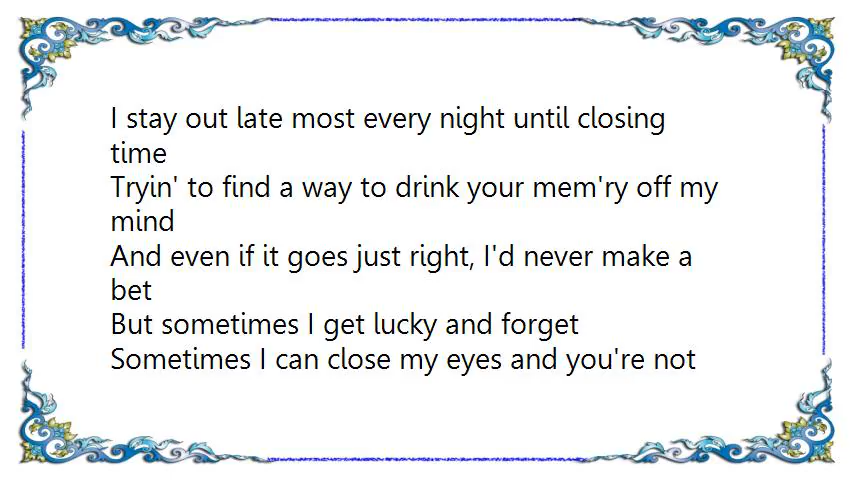 I stay out late most every night until closing
time
Tryin' to find a way to drink your mem'ry off my
mind
And even if it goes just right, I'd never make a
bet
But sometimes I get lucky and forget
Sometimes I can close my eyes and you're not